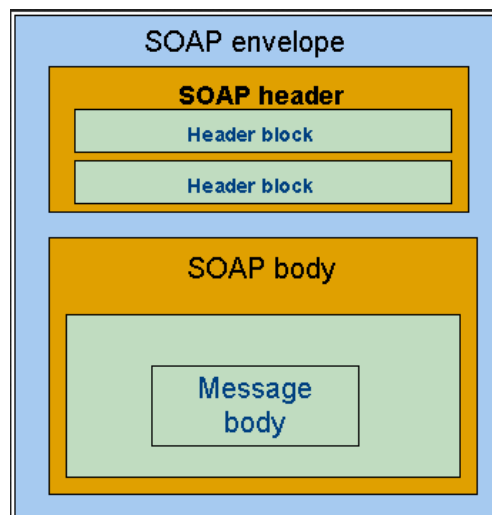 SOAP envelope
SOAP header
Header block
Header block
SOAP body
Message
body